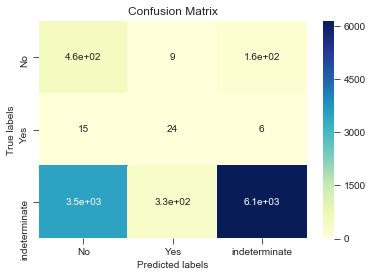 Confusion Matrix
True labels
No
Yes
indeterminate
4.6e+02 9 1.6e+02
15 24 6
3.5e+03 3.3e+02 6.1e+03
No Yes indeterminate
Predicted labels
6000
4500
3000
1500
0